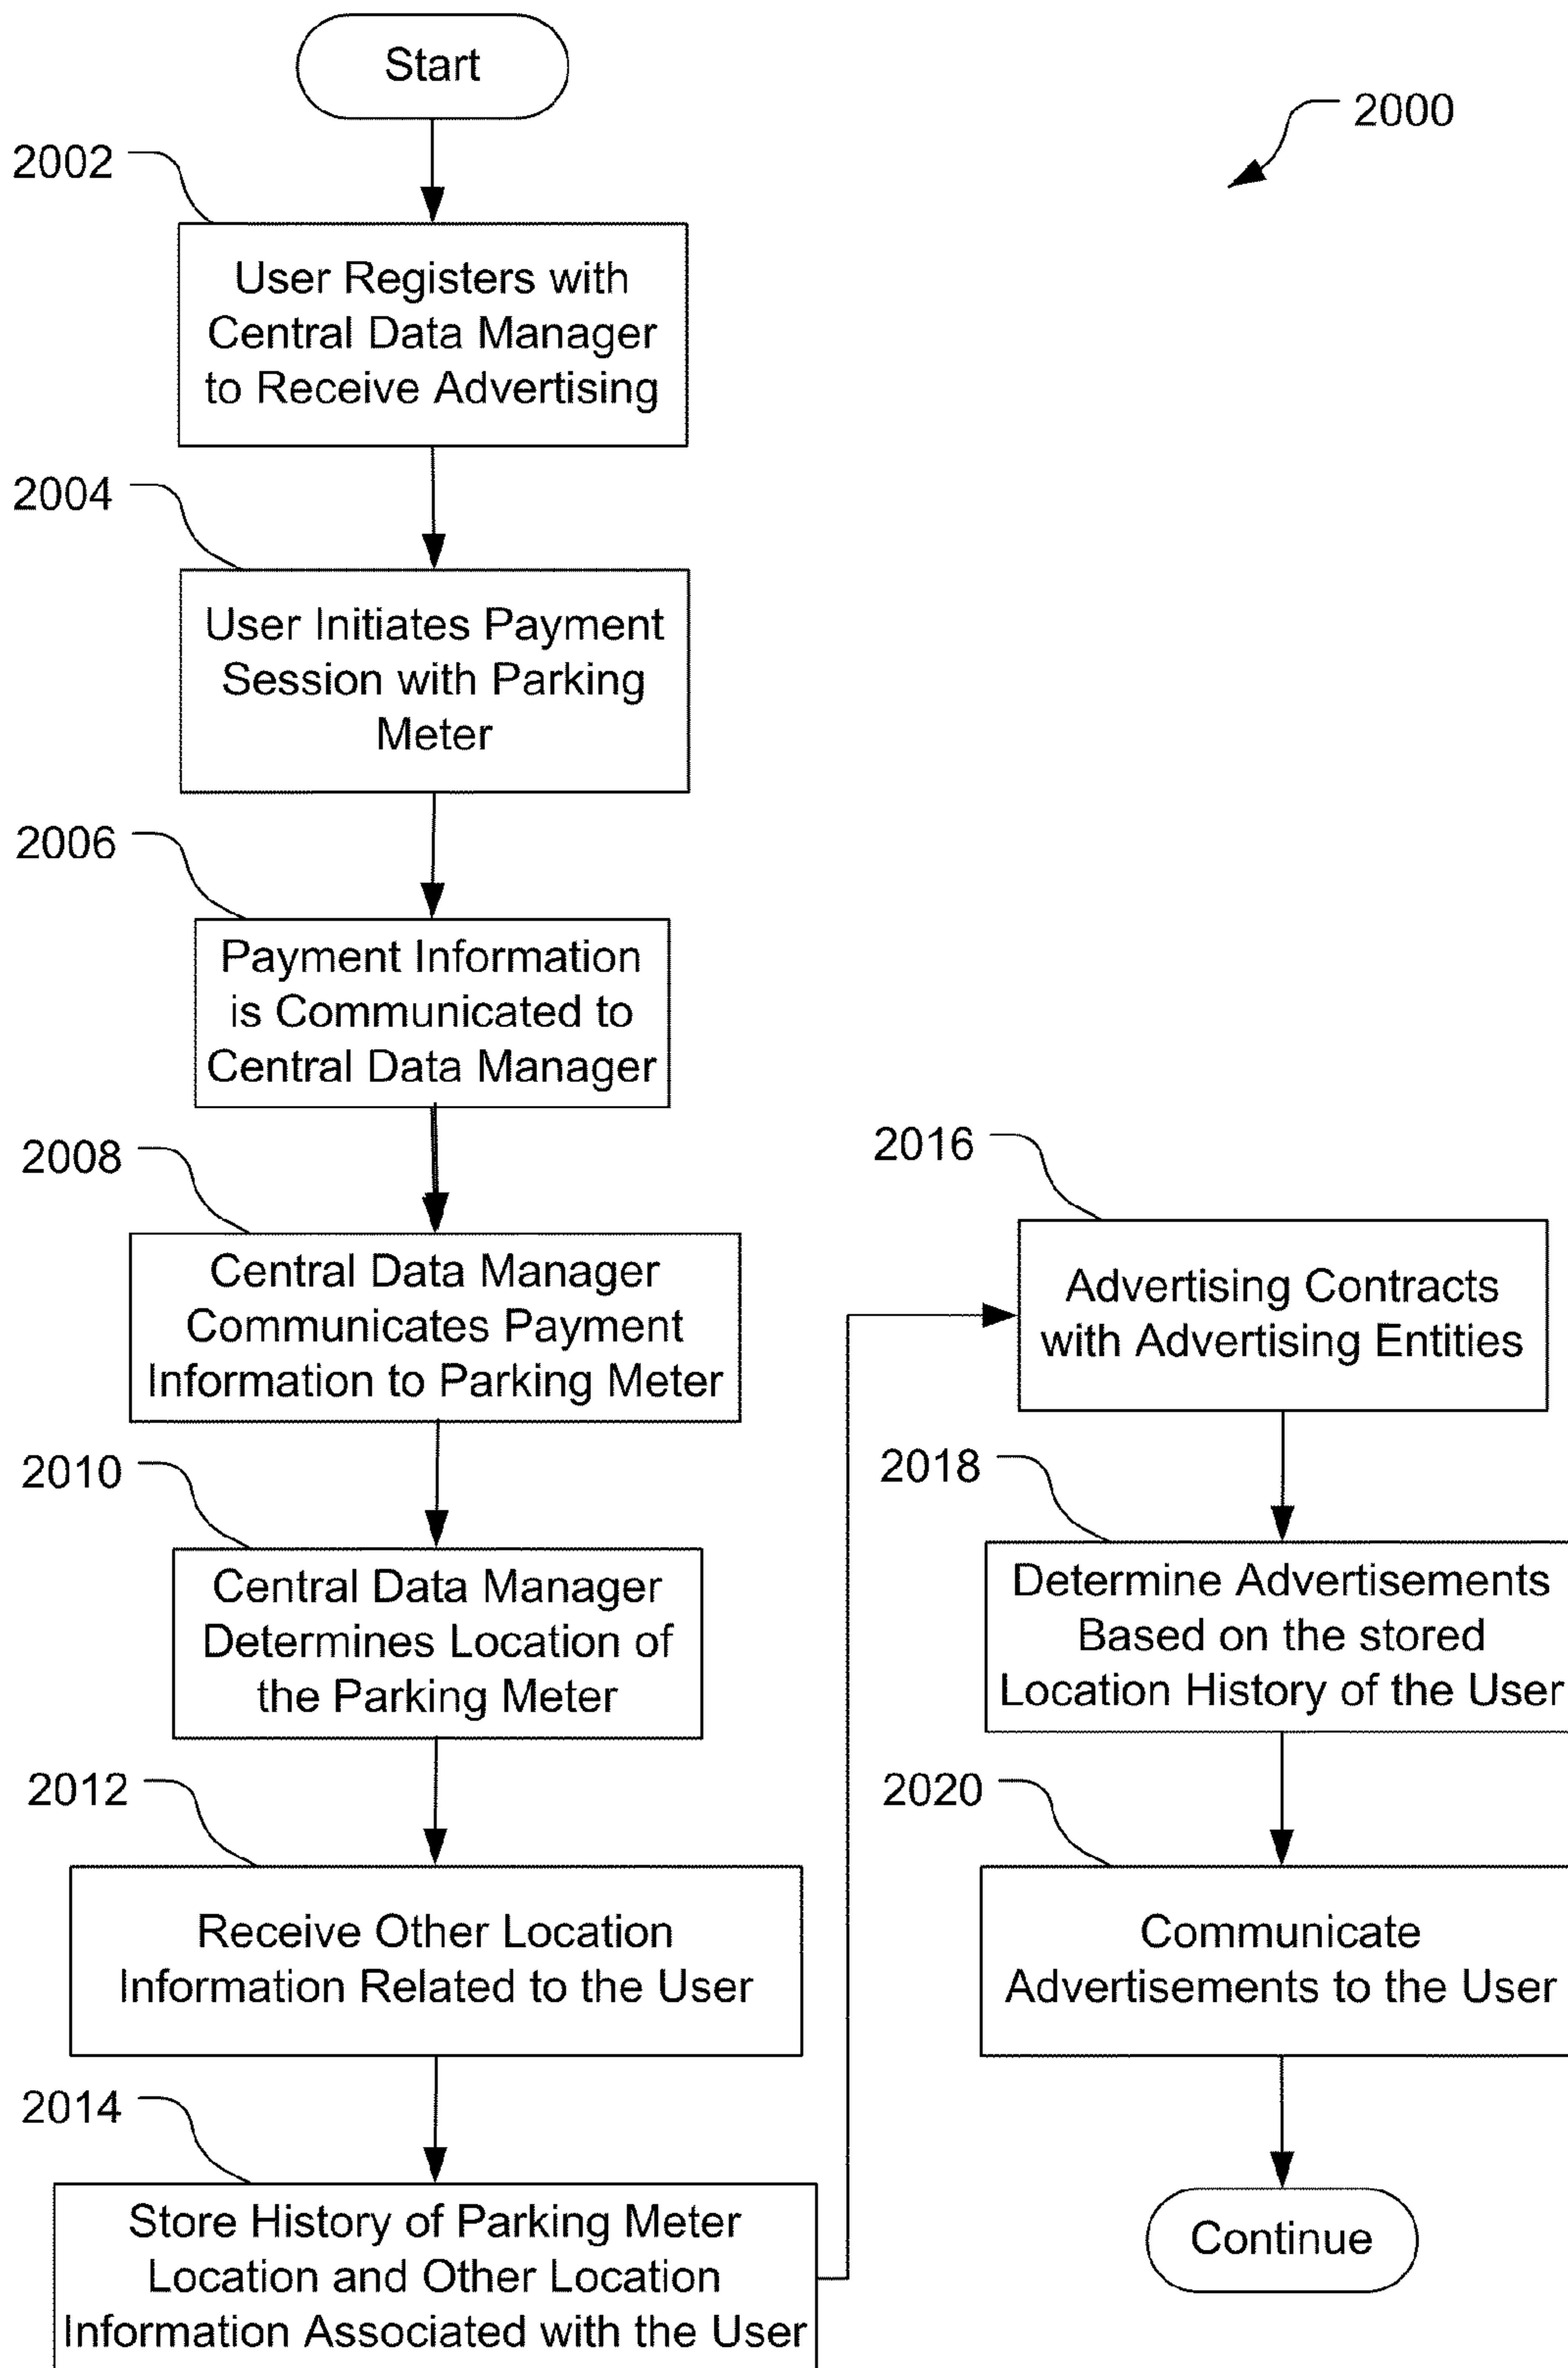 Start
2000
2002
User Registers with
Central Data Manager
to Receive Advertising
2004
User Initiates Payment
Session with Parking
Meter
2006
Payment Information
is Communicated to
Central Data Manager
2008
Central Data Manager
Communicates Payment
Information to Parking Meter
2010
Central Data Manager
Determines Location of
the Parking Meter
2012
Receive Other Location
Information Related to the User
2014
Store History of Parking Meter
Location and Other Location
Information Associated with the User
2016
Advertising Contracts
with Advertising Entities
2018
Determine Advertisements
Based on the stored
Location History of the User
2020
Communicate
Advertisements to the User
Continue